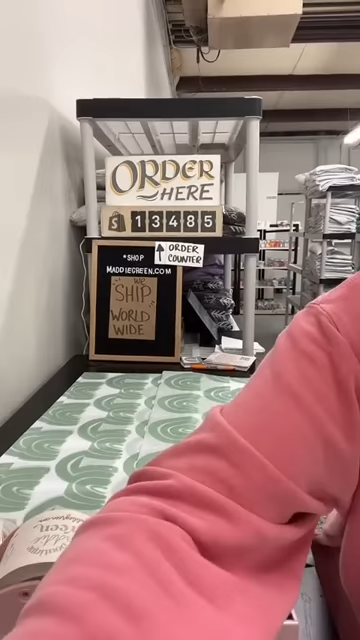 ORDER
HERE
S 13485
↑ ORDER
COUNTER
*SHOP
MADDIEGREEN.COM
WE
SHIP
WORLD
WIDE